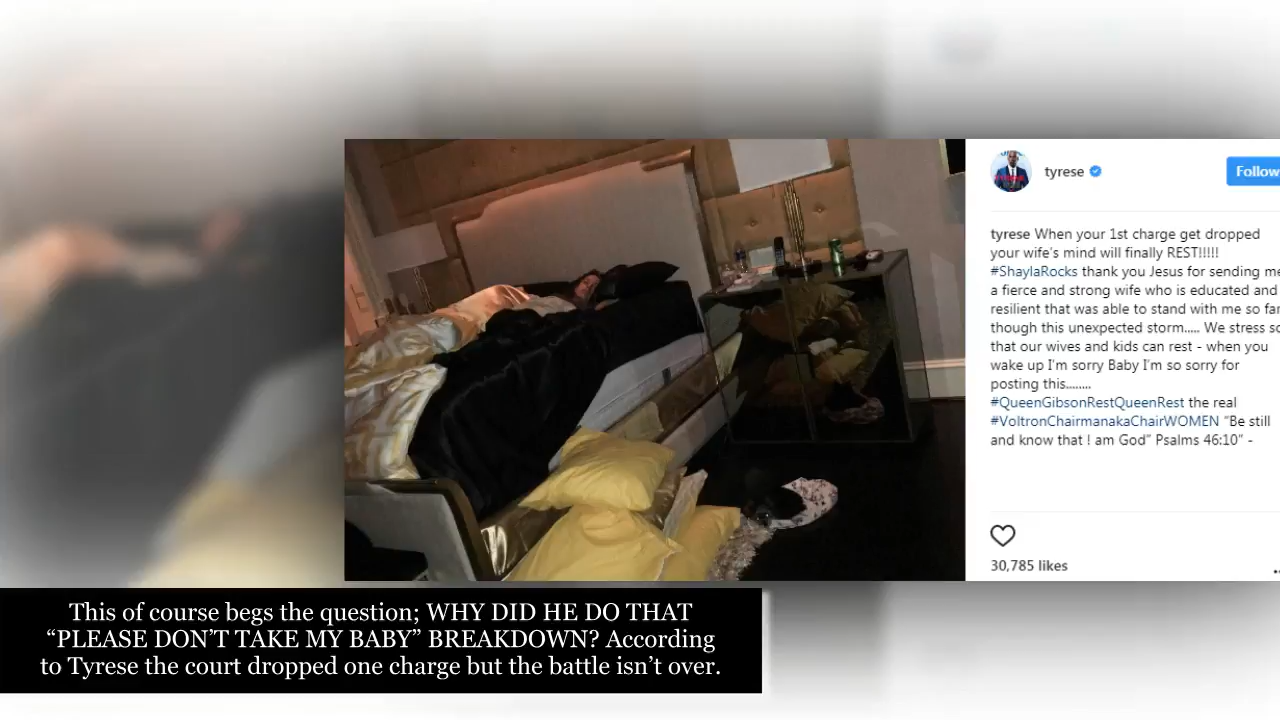 tyrese
Follow
tyrese When your 1st charge get dropped
your wife's mind will finally REST!!!!!
#ShaylaRocks thank you Jesus for sending me
a fierce and strong wife who is educated and
resilient that was able to stand with me so far
though this unexpected storm..... We stress so
that our wives and kids can rest - when you
wake up I'm sorry Baby I'm so sorry for
posting this........
#QueenGibsonRestQueenRest the real
#VoltronChairmanakaChairWOMEN "Be still
and know that ! am God" Psalms 46:10" -
30,785 likes
This of course begs the question; WHY DID HE DO THAT
“PLEASE DON’T TAKE MY BABY” BREAKDOWN? According
to Tyrese the court dropped one charge but the battle isn’t over.